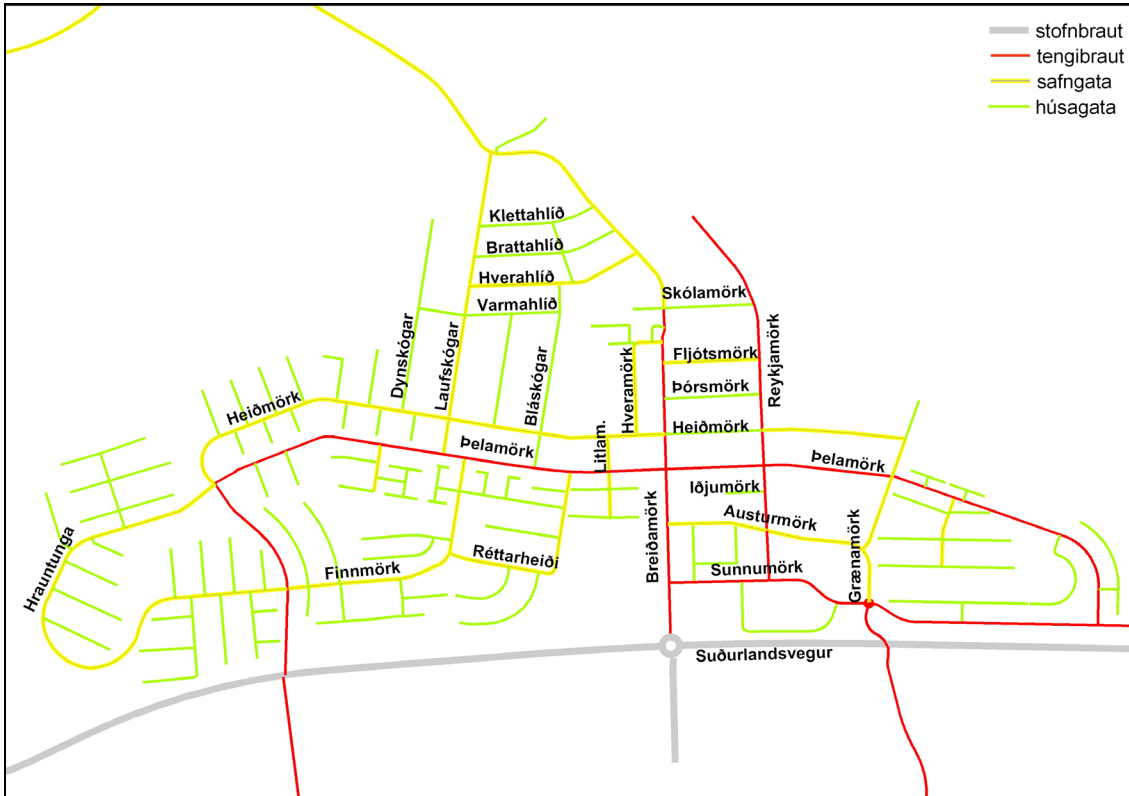 stofnbraut
tengibraut
safngata
húsagata
Klettahlíð
Brattahlíð
Hverahlíð
Varmahlíð
Skólamörk
Dynskógar
Laufskógar
Bláskógar
Hveramörk
Fljótsmörk
Reykjamörk
Þórsmörk
Heiðmörk
Heiðmörk
Þelamörk
Litlam.
Þelamörk
Iðjumörk
Austurmörk
Hrauntunga
Finnmörk
Réttarheiði
Breiðamörk
Sunnumörk
Grænamörk
Suðurlandsvegur